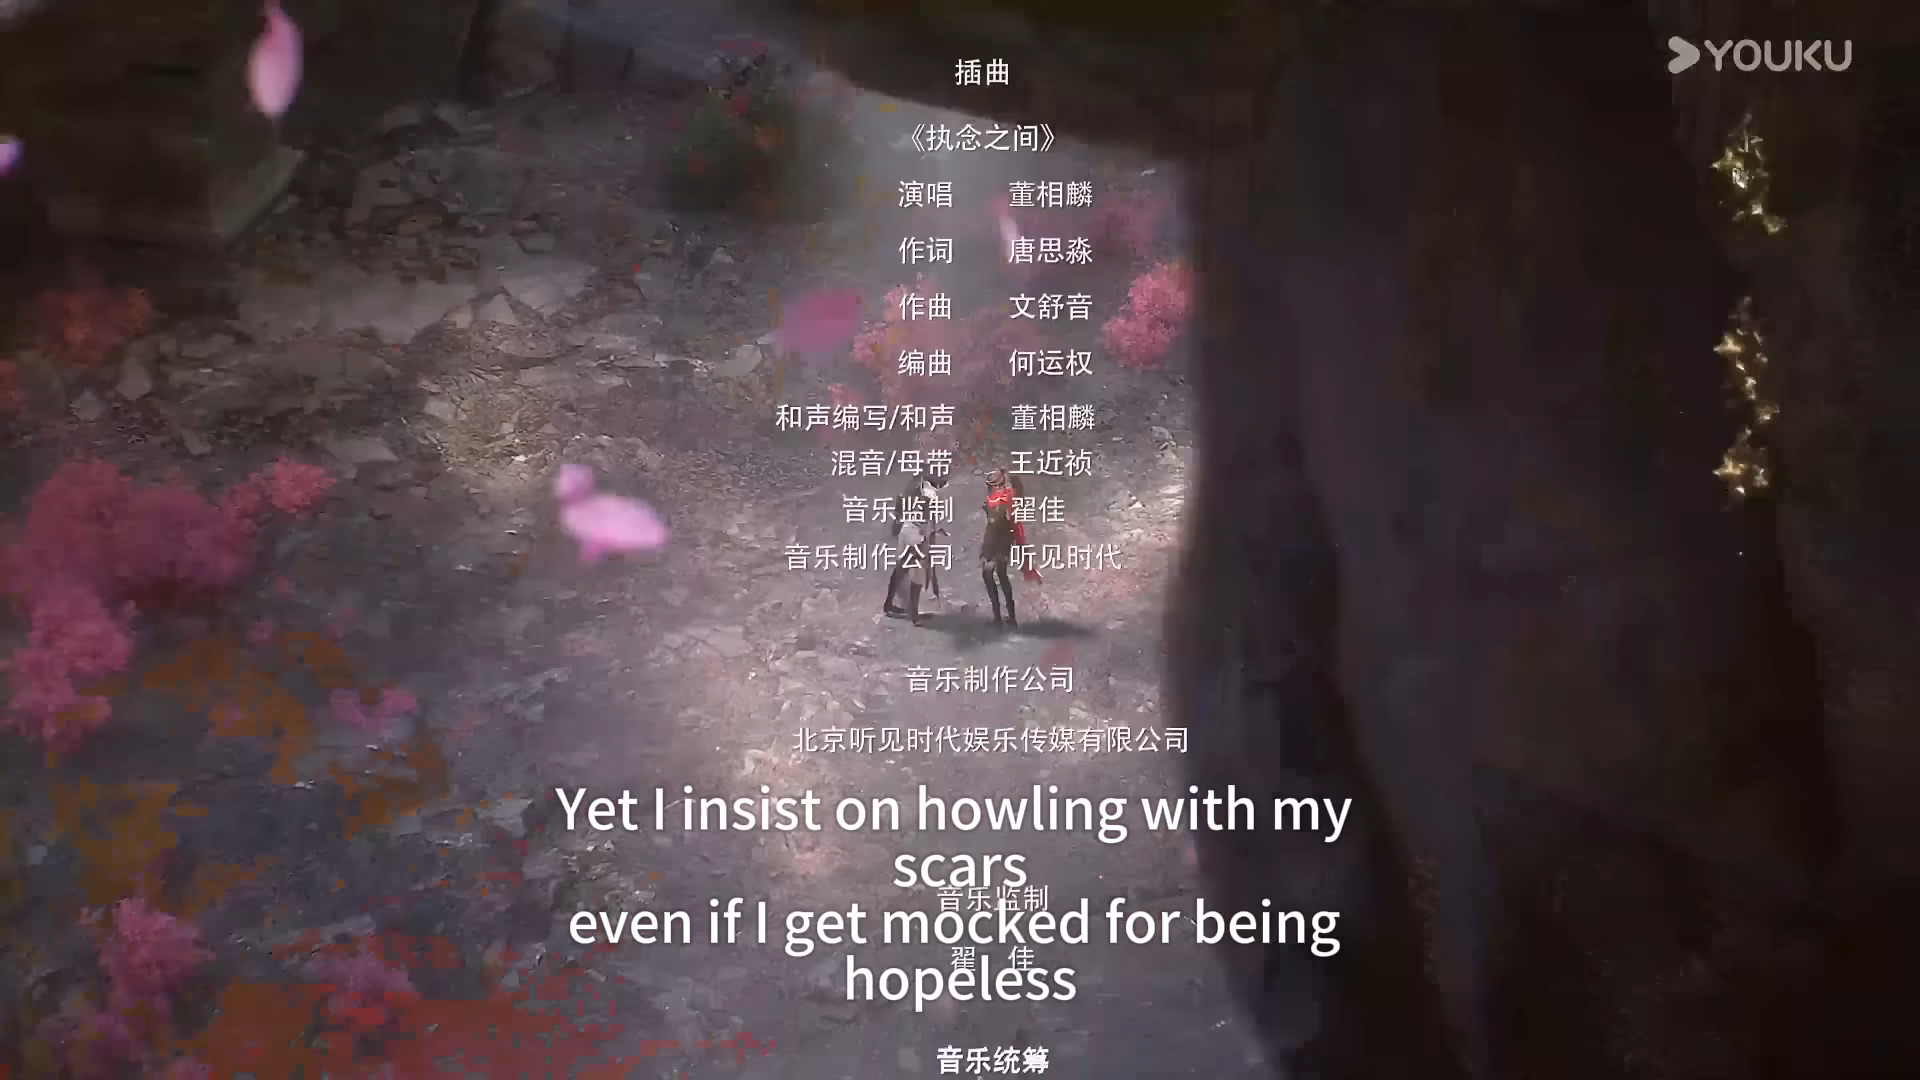 YOUKU
插曲
《执念之间》
演唱 董相麟
作词 唐思淼
作曲 文舒音
编曲 何运权
和声编写/和声 董相麟
混音/母带 王近祯
音乐监制 翟佳
音乐制作公司 听见时代
音乐制作公司
北京听见时代娱乐传媒有限公司
Yet I insist on howling with my
scars
音乐监制
even if I get mocked for being
翟 佳
hopeless
音乐统筹